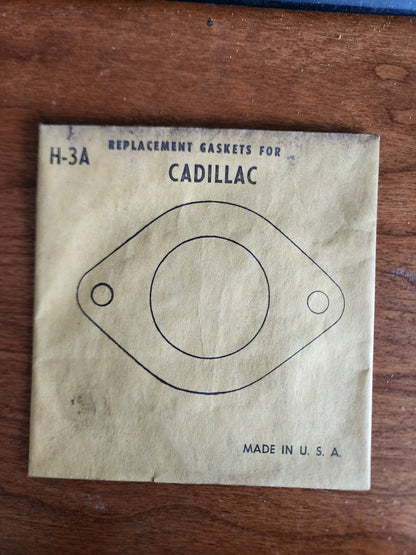 H-3A
REPLACEMENT GASKETS FOR
CADILLAC
MADE IN U. S. A.